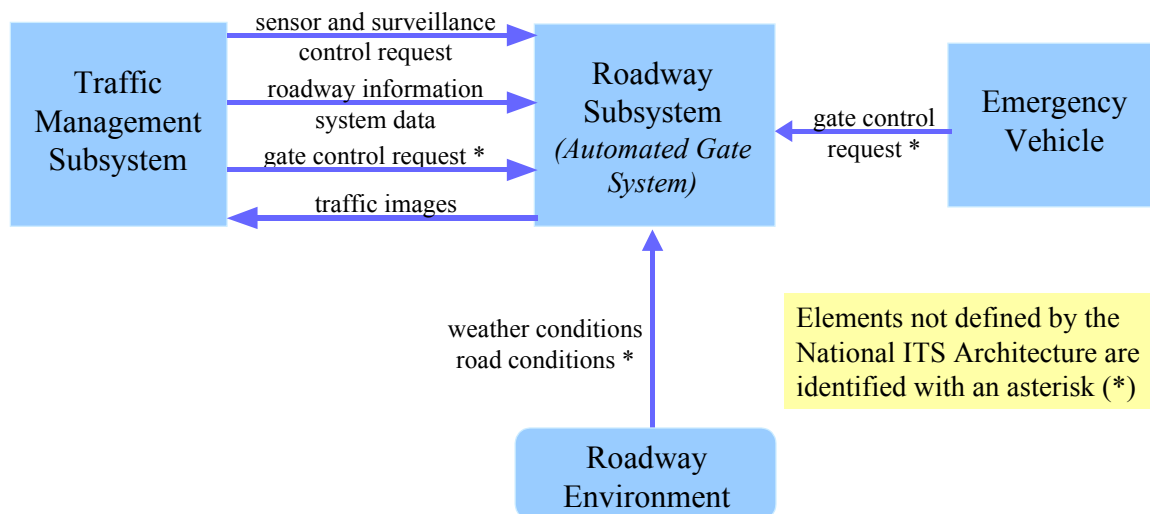 Traffic
Management
Subsystem
sensor and surveillance
control request
roadway information
system data
gate control request *
traffic images
Roadway
Subsystem
(Automated Gate
System)
gate control
request *
Emergency
Vehicle
weather conditions
road conditions *
Elements not defined by the
National ITS Architecture are
identified with an asterisk (*)
Roadway
Environment